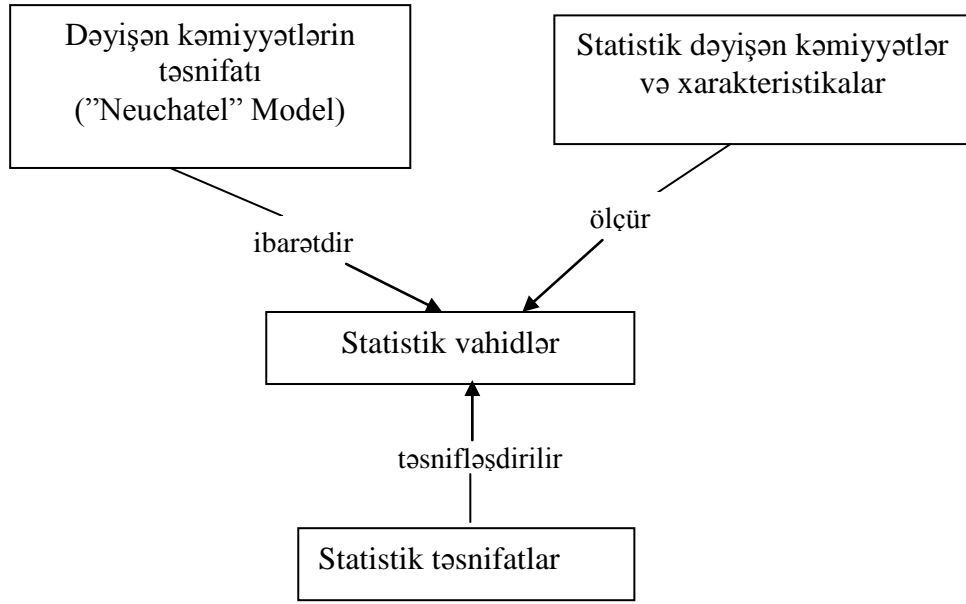 Dəyişən kəmiyyətlərin
təsnifatı
(”Neuchatel” Model)
Statistik dəyişən kəmiyyətlər
və xarakteristikalar
ölçür
ibarətdir
Statistik vahidlər
təsnifləşdirilir
Statistik təsnifatlar